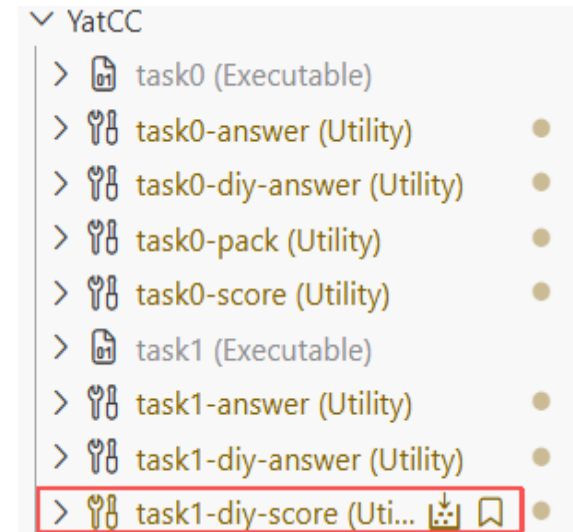 YatCC
task0 (Executable)
task0-answer (Utility)
task0-diy-answer (Utility)
task0-pack (Utility)
task0-score (Utility)
task1 (Executable)
task1-answer (Utility)
task1-diy-answer (Utility)
task1-diy-score (Uti...